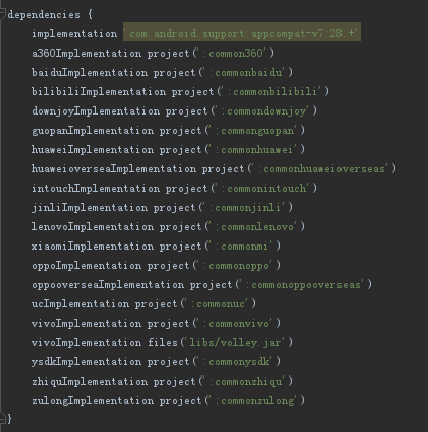 dependencies {
implementation 'com.android.support:appcompat-v7:28.+'
a360Implementation project(':common360')
baiduImplementation project(':commonbaidu')
bilibiliImplementation project(':commonbilibili')
downjoyImplementation project(':commondownjoy')
guopanImplementation project(':commonguopan')
huaweiImplementation project(':commonhuawei')
huaweioverseaImplementation project(':commonhuaweioverseas')
intouchImplementation project(':commonintouch')
jinliImplementation project(':commonjinli')
lenovoImplementation project(':commonlenovo')
xiaomiImplementation project(':commonmi')
oppoImplementation project(':commonoppo')
oppooverseaImplementation project(':commonoppooverseas')
ucImplementation project(':commonuc')
vivoImplementation project(':commonvivo')
vivoImplementation files('libs/volley.jar')
ysdkImplementation project(':commonysdk')
zhiquImplementation project(':commonzhiqu')
zulongImplementation project(':commonzulong')
}